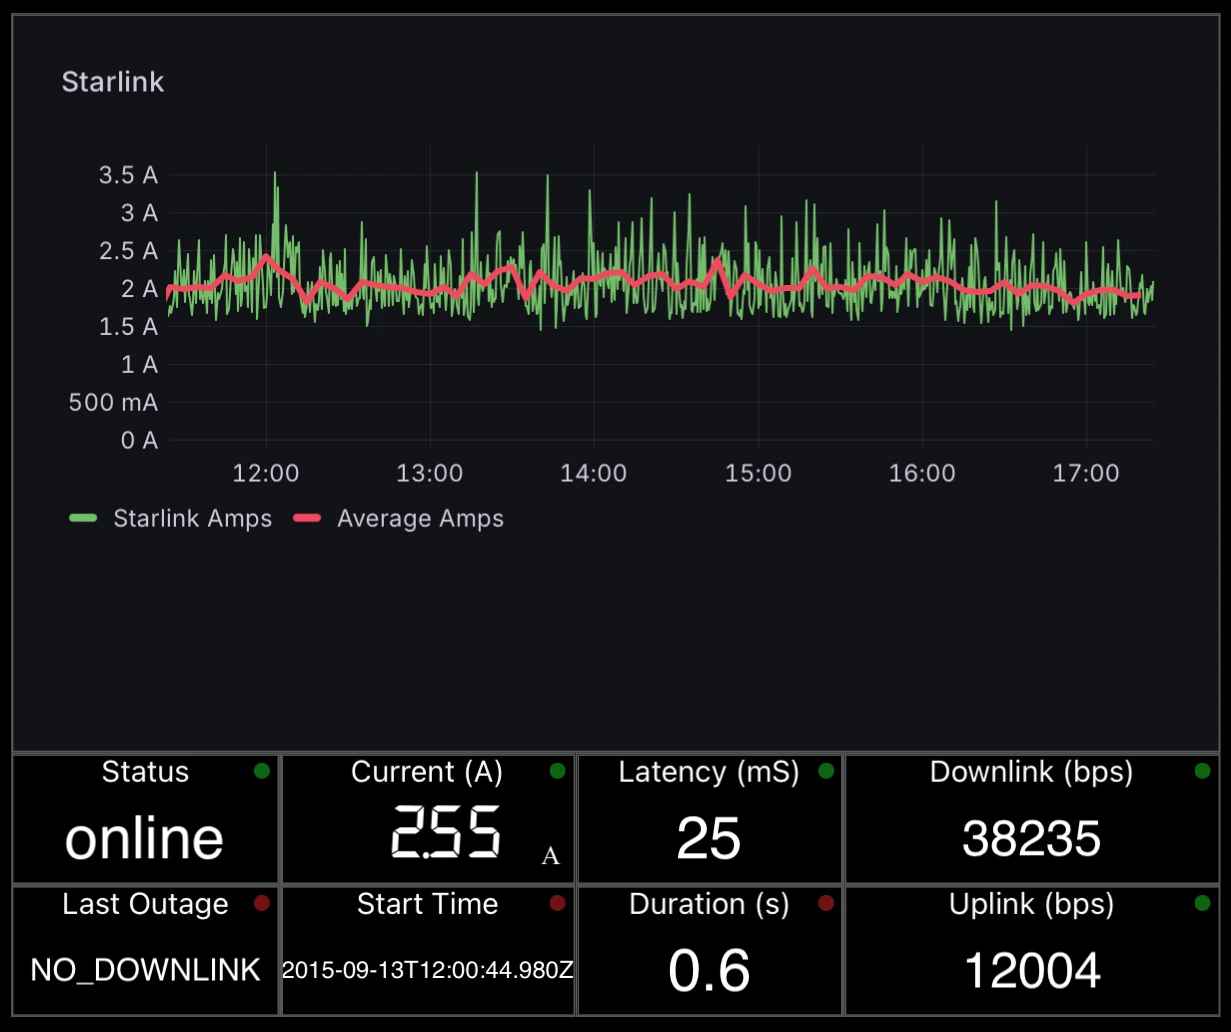 Starlink
3.5 A
3 A
2.5 A
2 A
1.5 A
1 A
500 mA
0 A
12:00 13:00 14:00 15:00 16:00 17:00
Starlink Amps Average Amps
Status Current (A) Latency (mS) Downlink (bps)
online 2.55 A 25 38235
Last Outage Start Time Duration (s) Uplink (bps)
NO_DOWNLINK 2015-09-13T12:00:44.980Z 0.6 12004